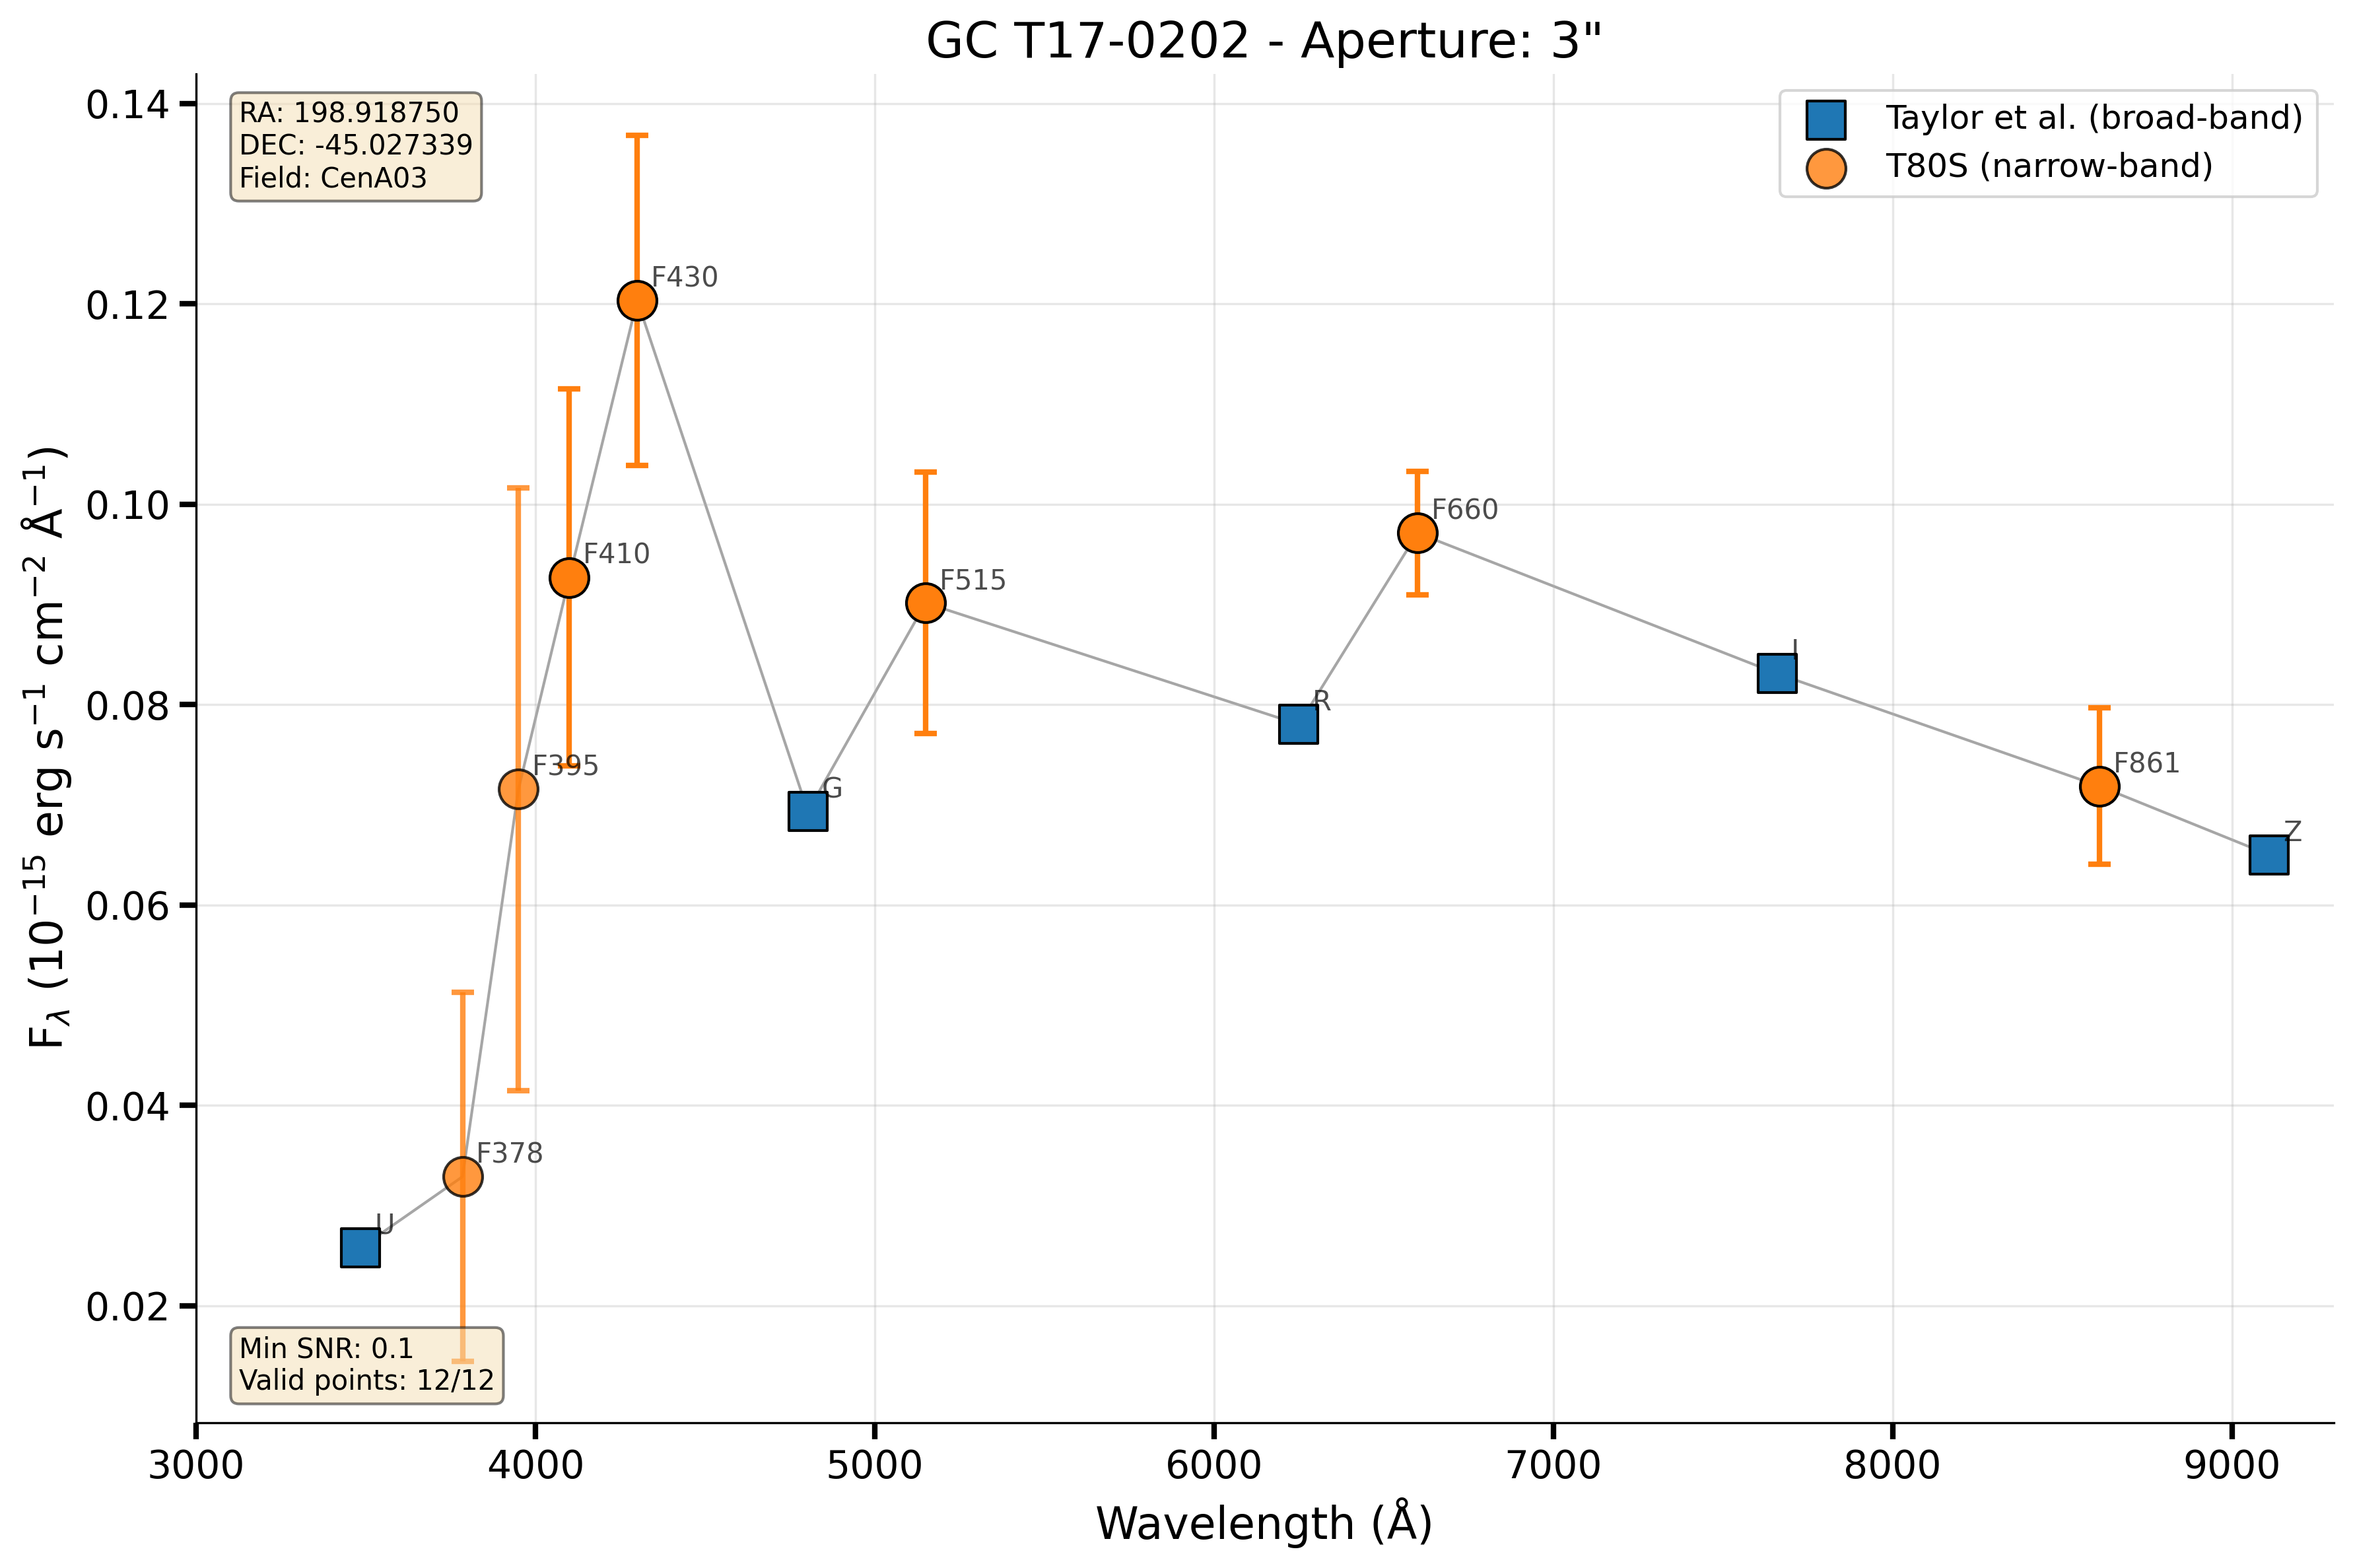 GC T17-0202 - Aperture: 3"
RA: 198.918750
DEC: -45.027339
Field: CenA03
Taylor et al. (broad-band)
T80S (narrow-band)
F430
F410
F395
F378
U
G
F515
R
F660
I
F861
Z
Min SNR: 0.1
Valid points: 12/12
0.14
0.12
0.10
0.08
0.06
0.04
0.02
F$_{λ}$ (10⁻¹⁵ erg s⁻¹ cm⁻² Å⁻¹)
3000 4000 5000 6000 7000 8000 9000
Wavelength (Å)